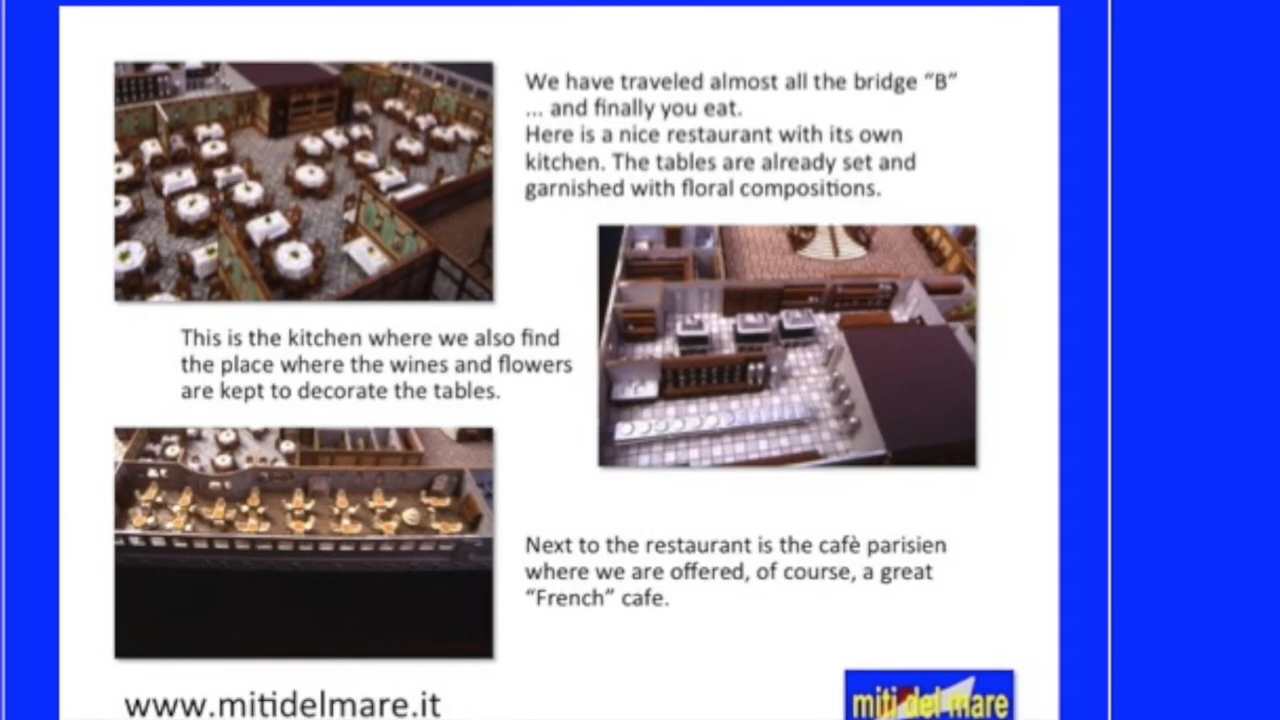 We have traveled almost all the bridge “B”
... and finally you eat.
Here is a nice restaurant with its own
kitchen. The tables are already set and
garnished with floral compositions.
This is the kitchen where we also find
the place where the wines and flowers
are kept to decorate the tables.
Next to the restaurant is the cafè parisien
where we are offered, of course, a great
“French” cafe.
www.mitidelmare.it
miti del mare